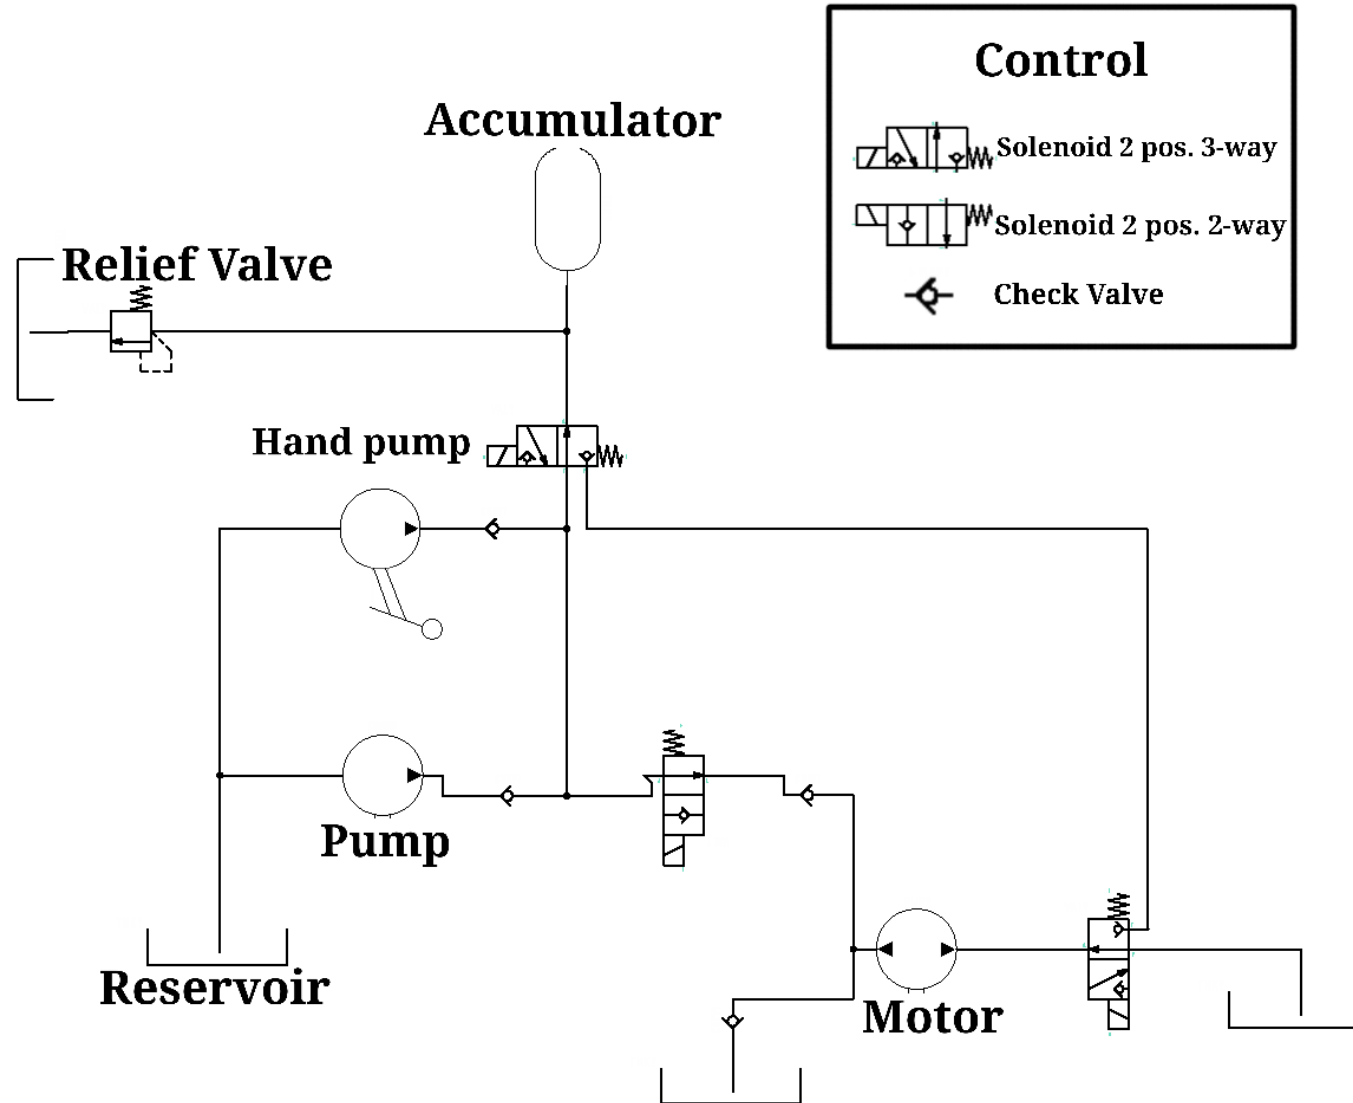 Control
Accumulator
Solenoid 2 pos. 3-way
Solenoid 2 pos. 2-way
Relief Valve
Check Valve
Hand pump
Pump
Reservoir
Motor